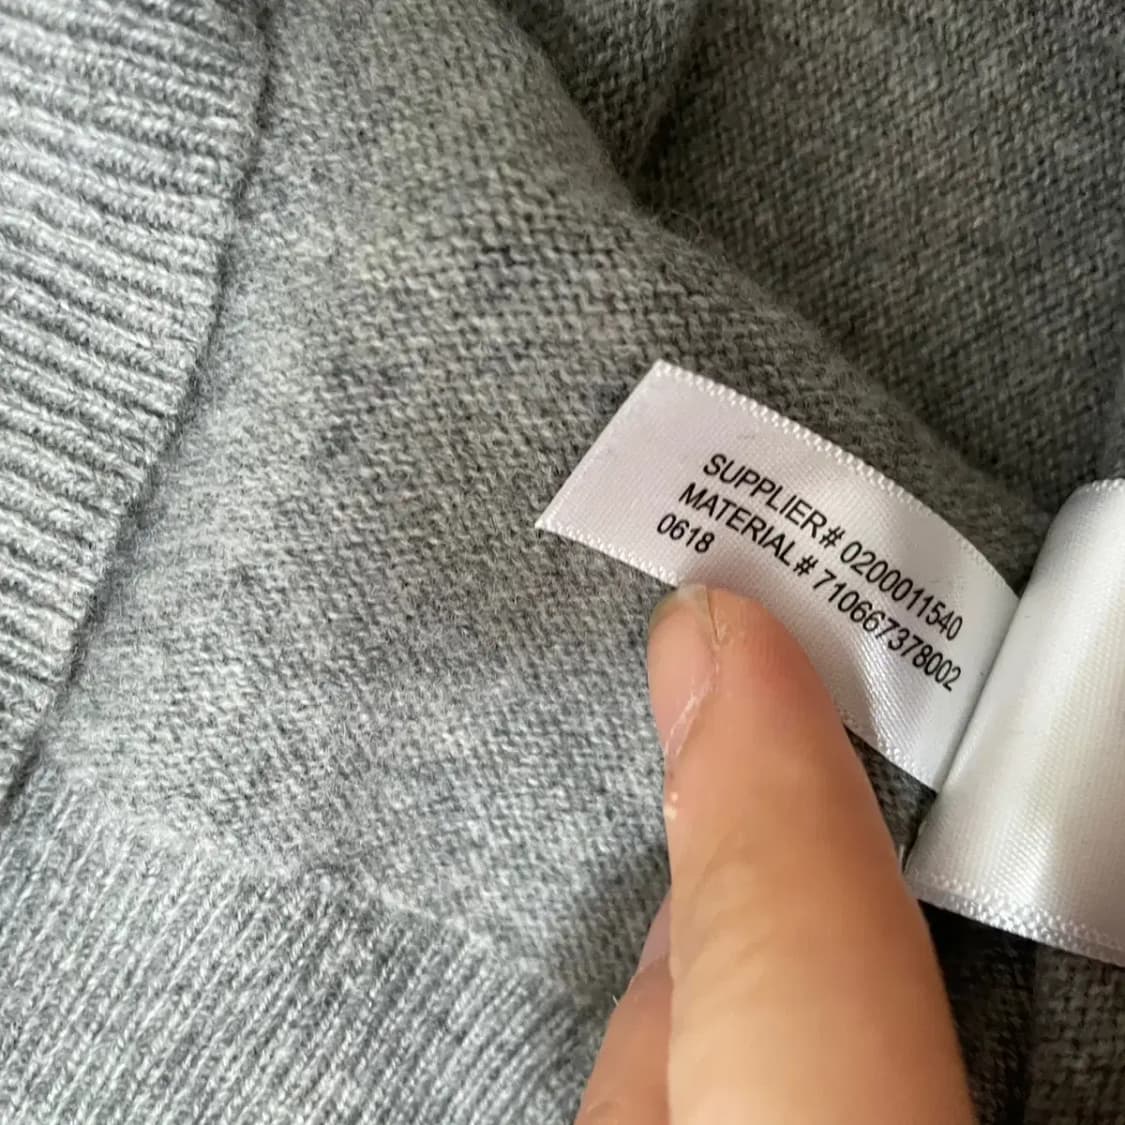 SUPPLIER# 0200011540
MATERIAL# 710667378002
0618